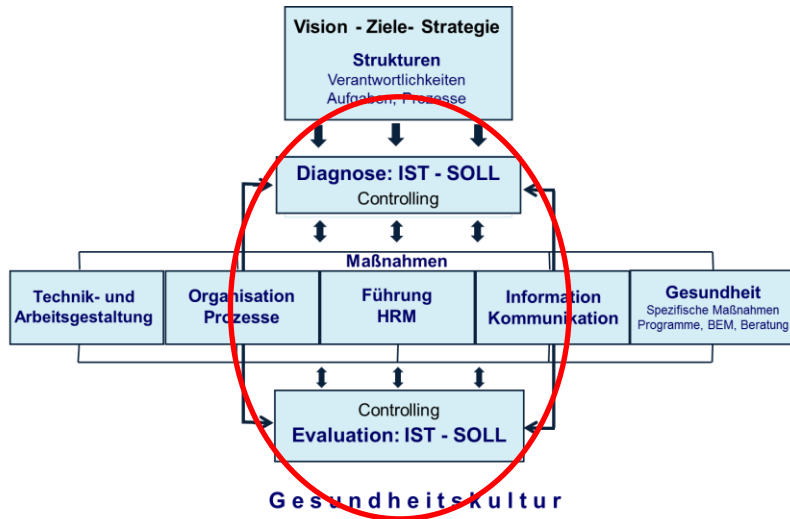 Vision - Ziele- Strategie
Strukturen
Verantwortlichkeiten
Aufgaben, Prozesse
Diagnose: IST - SOLL
Controlling
Maßnahmen
Technik- und
Arbeitsgestaltung
Organisation
Prozesse
Führung
HRM
Information
Kommunikation
Gesundheit
Spezifische Maßnahmen
Programme, BEM, Beratung
Controlling
Evaluation: IST - SOLL
Gesundheitskultur